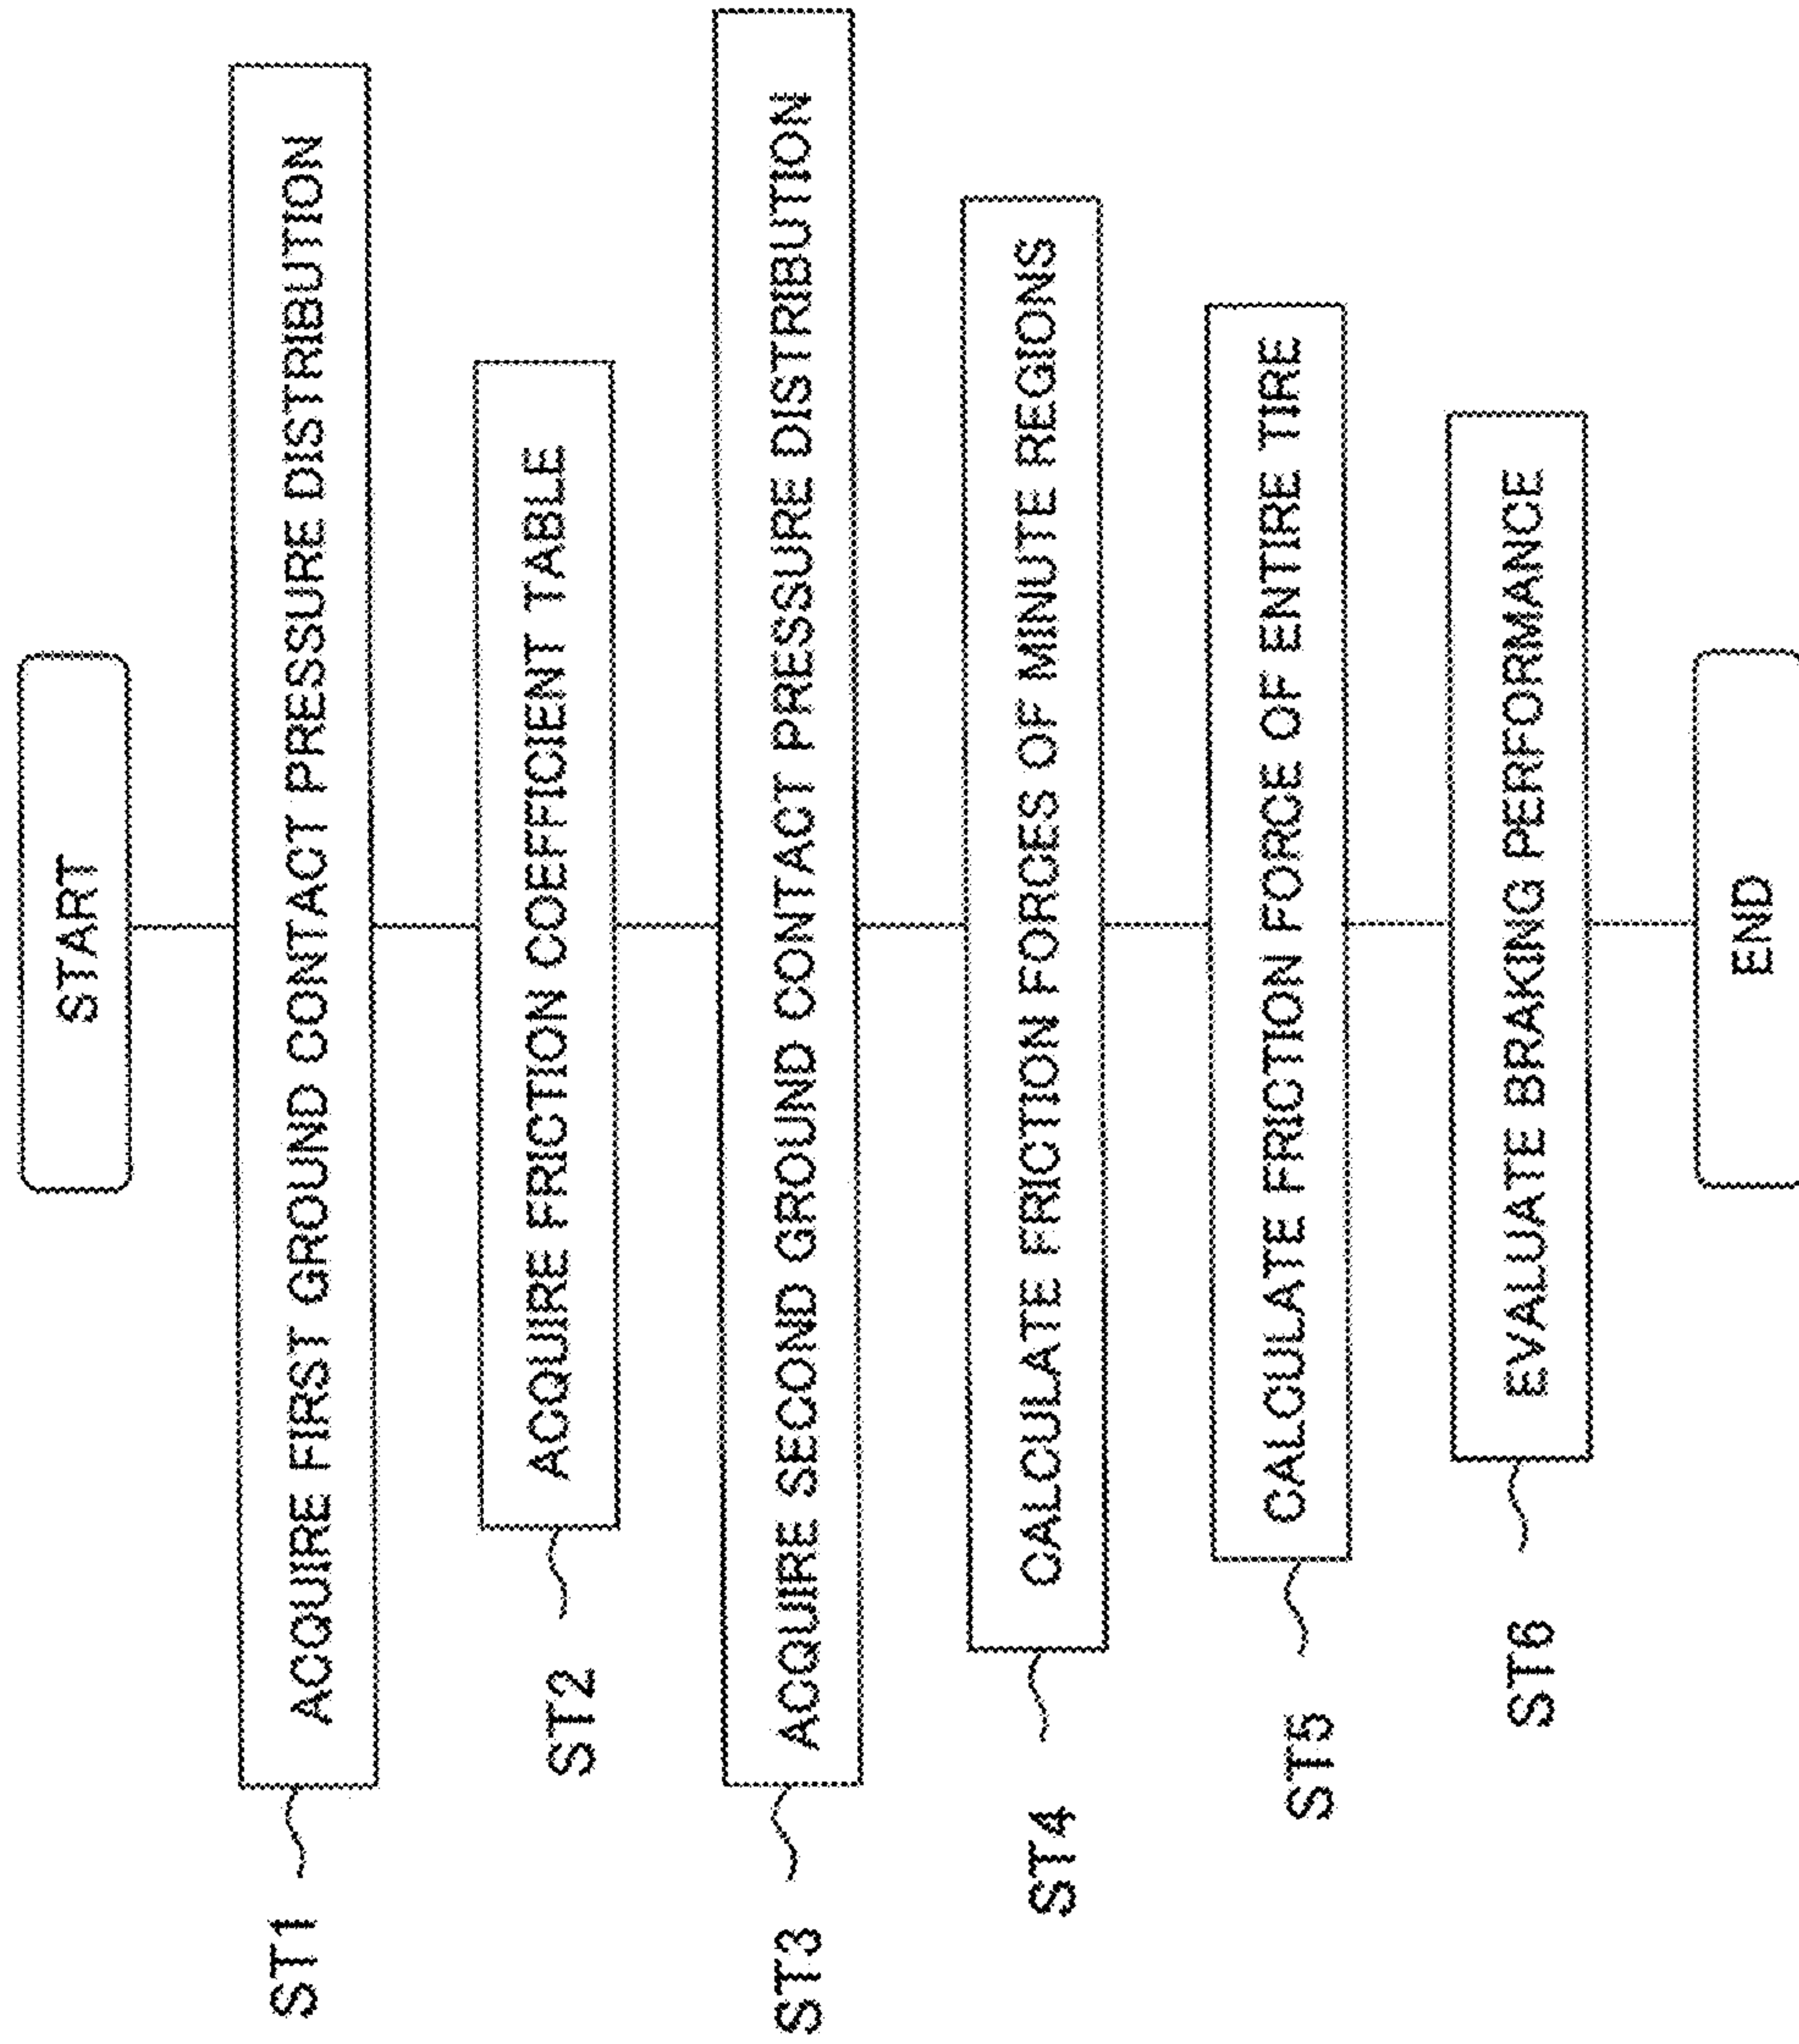 START
ST1
ACQUIRE FIRST GROUND CONTACT PRESSURE DISTRIBUTION
ST2
ACQUIRE FRICTION COEFFICIENT TABLE
ST3
ACQUIRE SECOND GROUND CONTACT PRESSURE DISTRIBUTION
ST4
CALCULATE FRICTION FORCES OF MINUTE REGIONS
ST5
CALCULATE FRICTION FORCE OF ENTIRE TIRE
ST6
EVALUATE BRAKING PERFORMANCE
END